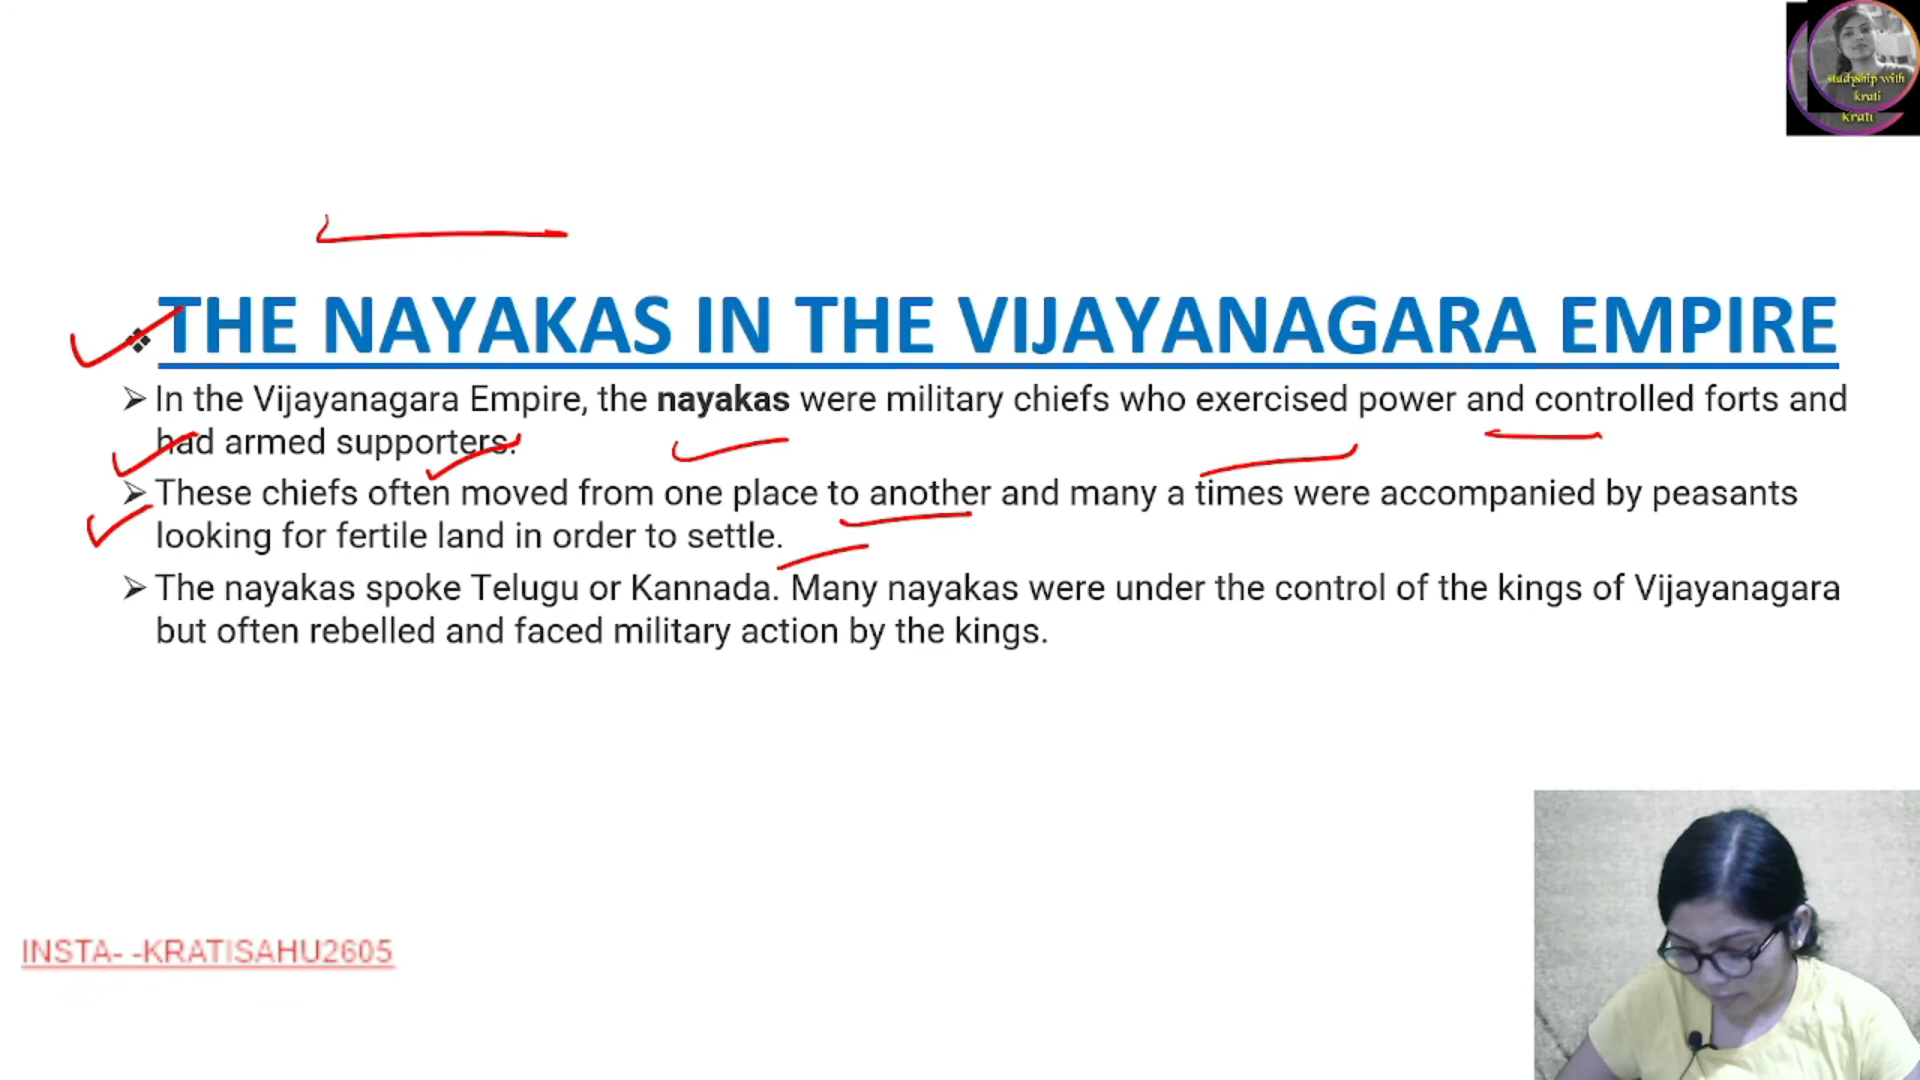 studyship with
krati
krati
THE NAYAKAS IN THE VIJAYANAGARA EMPIRE
In the Vijayanagara Empire, the nayakas were military chiefs who exercised power and controlled forts and
had armed supporters.
These chiefs often moved from one place to another and many a times were accompanied by peasants
looking for fertile land in order to settle.
The nayakas spoke Telugu or Kannada. Many nayakas were under the control of the kings of Vijayanagara
but often rebelled and faced military action by the kings.
INSTA- -KRATISAHU2605